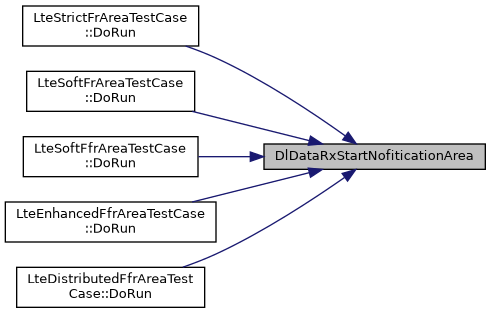 LteStrictFrAreaTestCase
::DoRun
LteSoftFrAreaTestCase
::DoRun
LteSoftFfrAreaTestCase
::DoRun
DlDataRxStartNofiticationArea
LteEnhancedFfrAreaTestCase
::DoRun
LteDistributedFfrAreaTest
Case::DoRun